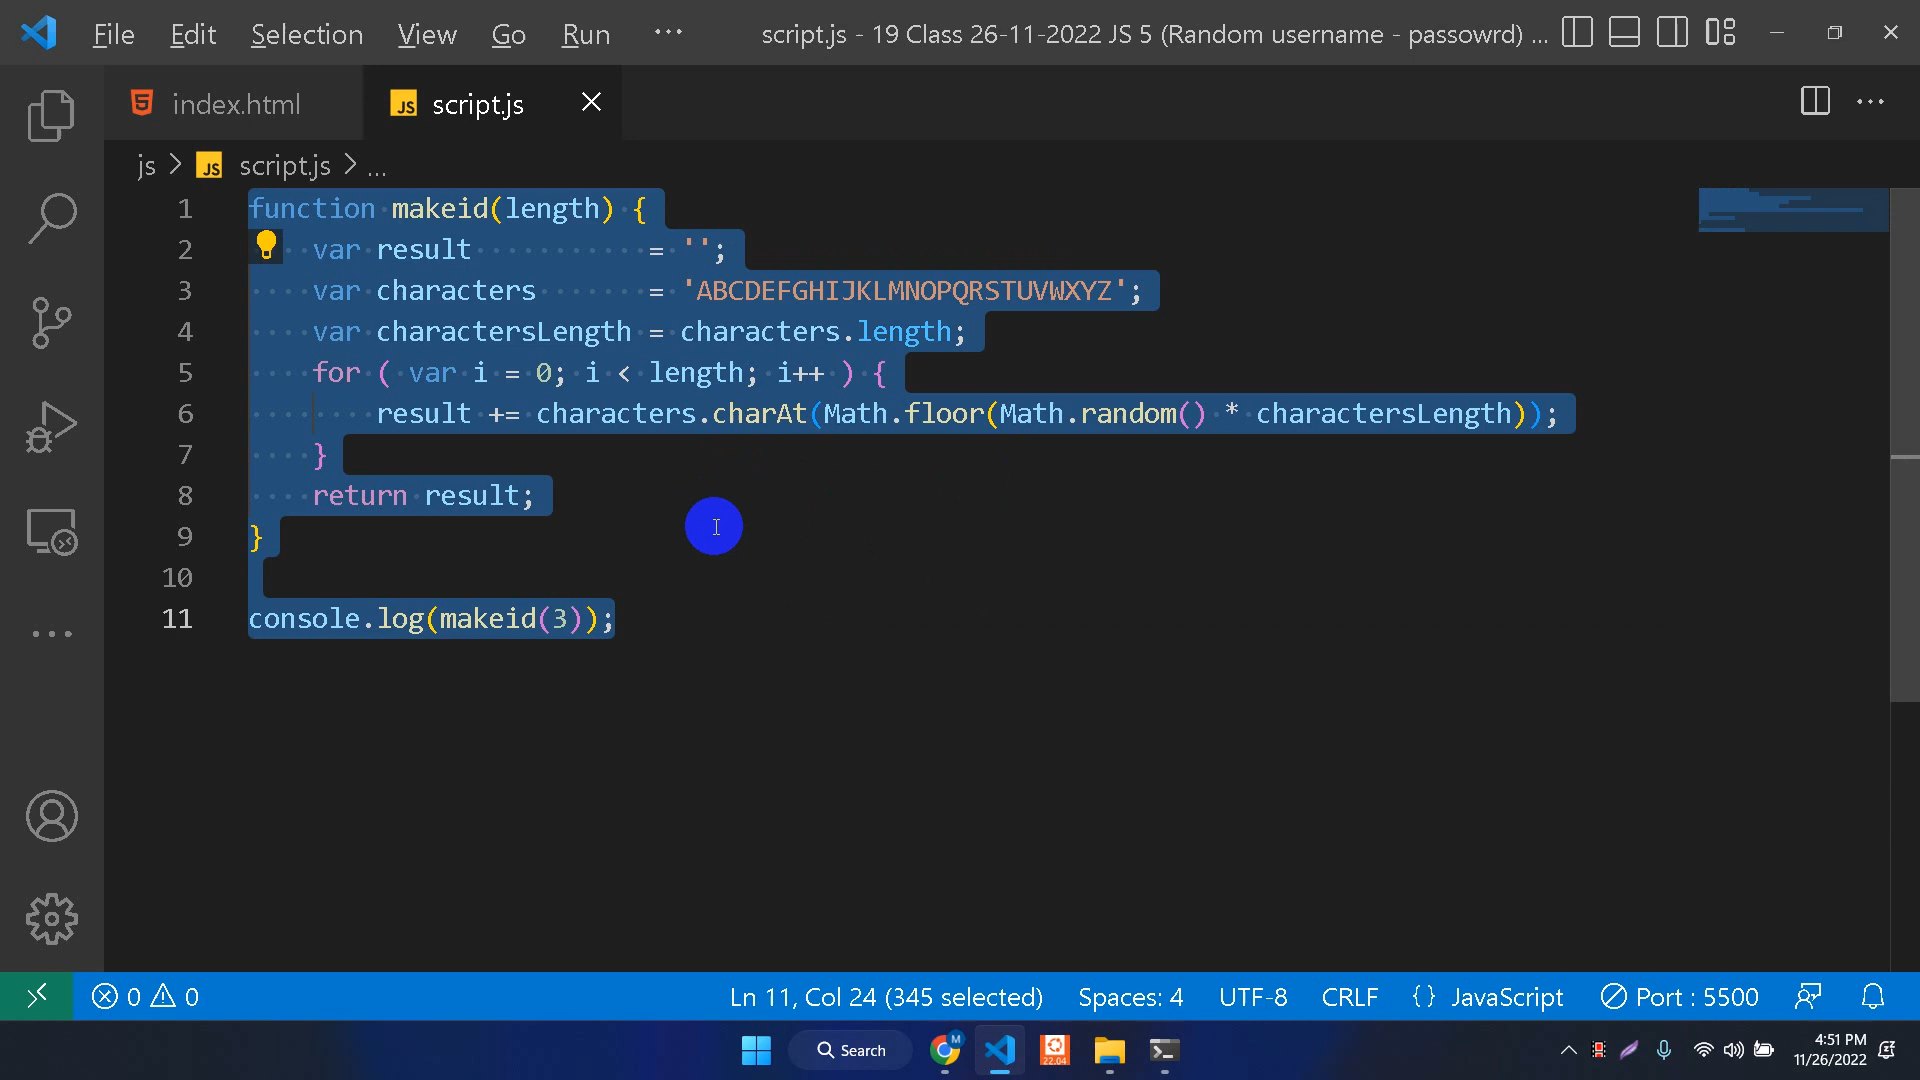 File Edit Selection View Go Run ··· script.js - 19 Class 26-11-2022 JS 5 (Random username - passowrd) ...
index.html JS script.js
js > JS script.js > ...
1 function makeid(length) {
2 var result = '';
3 var characters = 'ABCDEFGHIJKLMNOPQRSTUVWXYZ';
4 var charactersLength = characters.length;
5 for ( var i = 0; i < length; i++ ) {
6 result += characters.charAt(Math.floor(Math.random() * charactersLength));
7 }
8 return result;
9 }
10
11 console.log(makeid(3));
0 0 Ln 11, Col 24 (345 selected) Spaces: 4 UTF-8 CRLF {} JavaScript Port : 5500
Search M 22.04 4:51 PM
11/26/2022